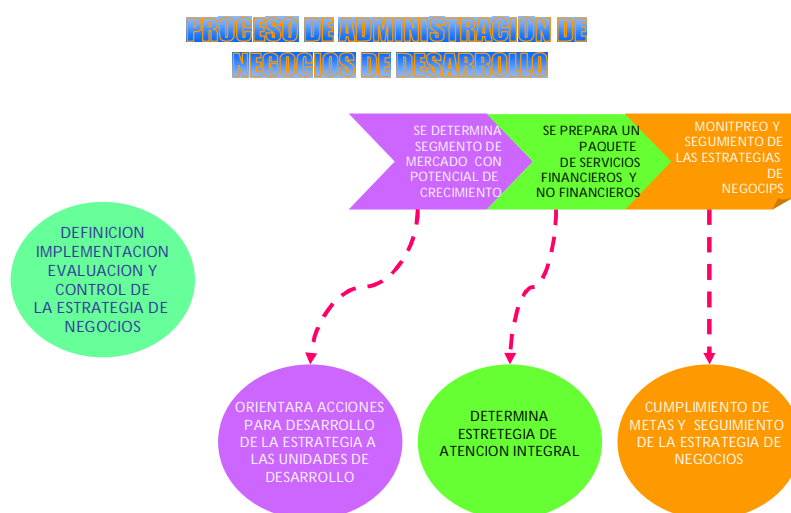 PROCESO DE ADMINISTRACION DE
NEGOCIOS DE DESARROLLO
SE DETERMINA
SEGMENTO DE
MERCADO CON
POTENCIAL DE
CRECIMIENTO
SE PREPARA UN
PAQUETE
DE SERVICIOS
FINANCIEROS Y
NO FINANCIEROS
MONITPREO Y
SEGUMIENTO DE
LAS ESTRATEGIAS
DE
NEGOCIPS
DEFINICION
IMPLEMENTACION
EVALUACION Y
CONTROL DE
LA ESTRATEGIA DE
NEGOCIOS
ORIENTARA ACCIONES
PARA DESARROLLO
DE LA ESTRATEGIA A
LAS UNIDADES DE
DESARROLLO
DETERMINA
ESTRETEGIA DE
ATENCION INTEGRAL
CUMPLIMIENTO DE
METAS Y SEGUIMIENTO
DE LA ESTRATEGIA DE
NEGOCIOS